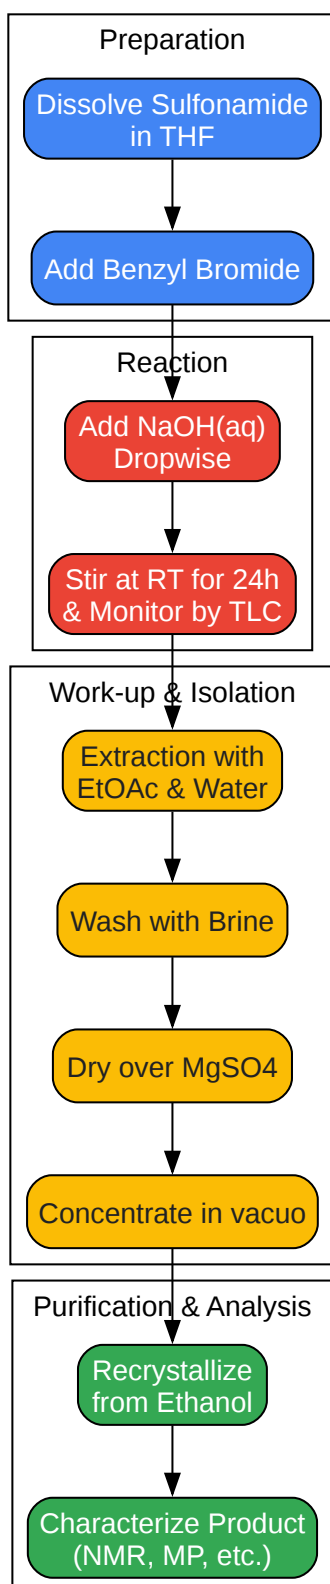 Preparation
Dissolve Sulfonamide
in THF
Add Benzyl Bromide
Reaction
Add NaOH(aq)
Dropwise
Stir at RT for 24h
& Monitor by TLC
Work-up & Isolation
Extraction with
EtOAc & Water
Wash with Brine
Dry over MgSO4
Concentrate in vacuo
Purification & Analysis
Recrystallize
from Ethanol
Characterize Product
(NMR, MP, etc.)